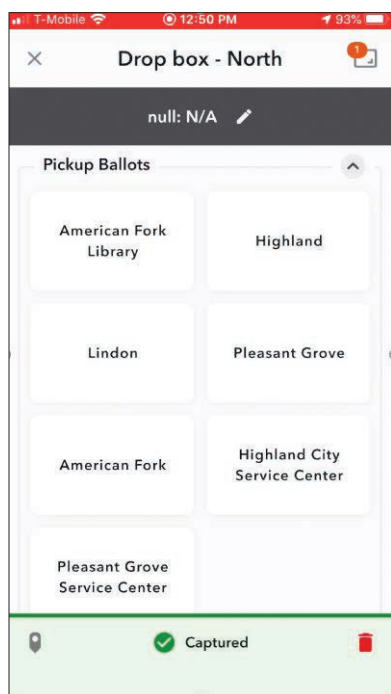 T-Mobile 12:50 PM 93%
Drop box - North
1
null: N/A
Pickup Ballots
American Fork
Library
Highland
Lindon
Pleasant Grove
American Fork
Highland City
Service Center
Pleasant Grove
Service Center
Captured